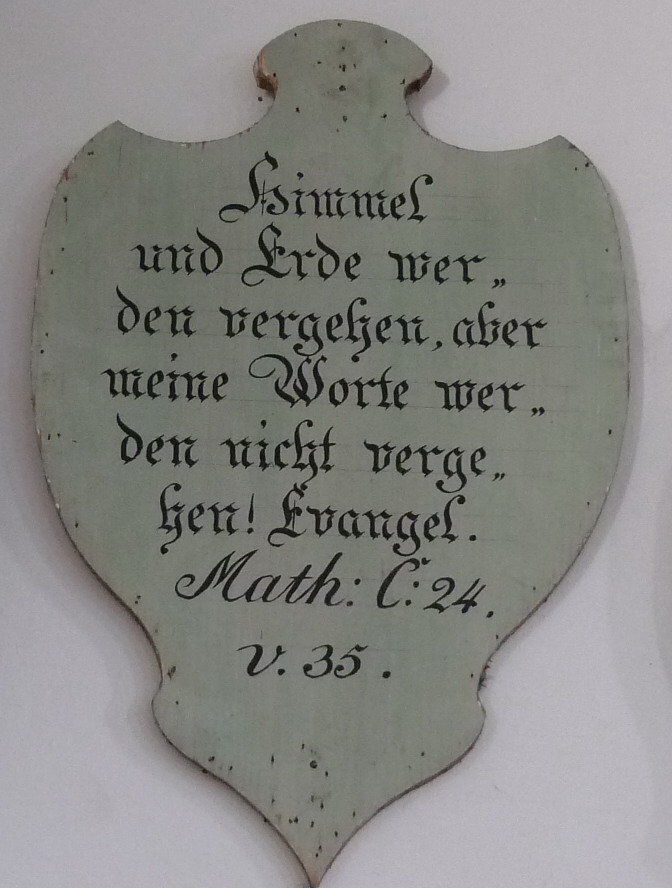 Himmel
und Erde wer„
den vergehen, aber
meine Worte wer„
den nicht verge„
hen! Evangel.
Math: C: 24.
v. 35.